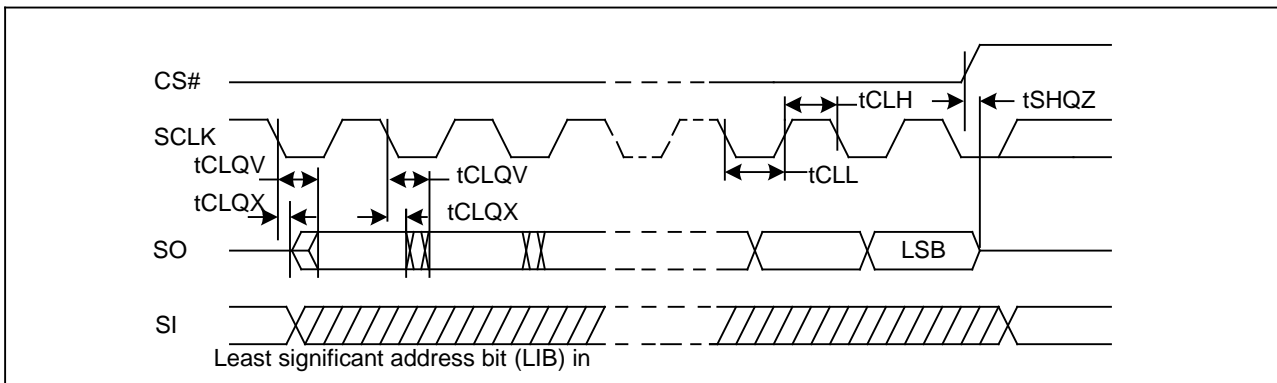 CS#
tCLH
tSHQZ
SCLK
tCLQV
tCLQV
tCLL
tCLQX
tCLQX
SO
LSB
SI
Least significant address bit (LIB) in